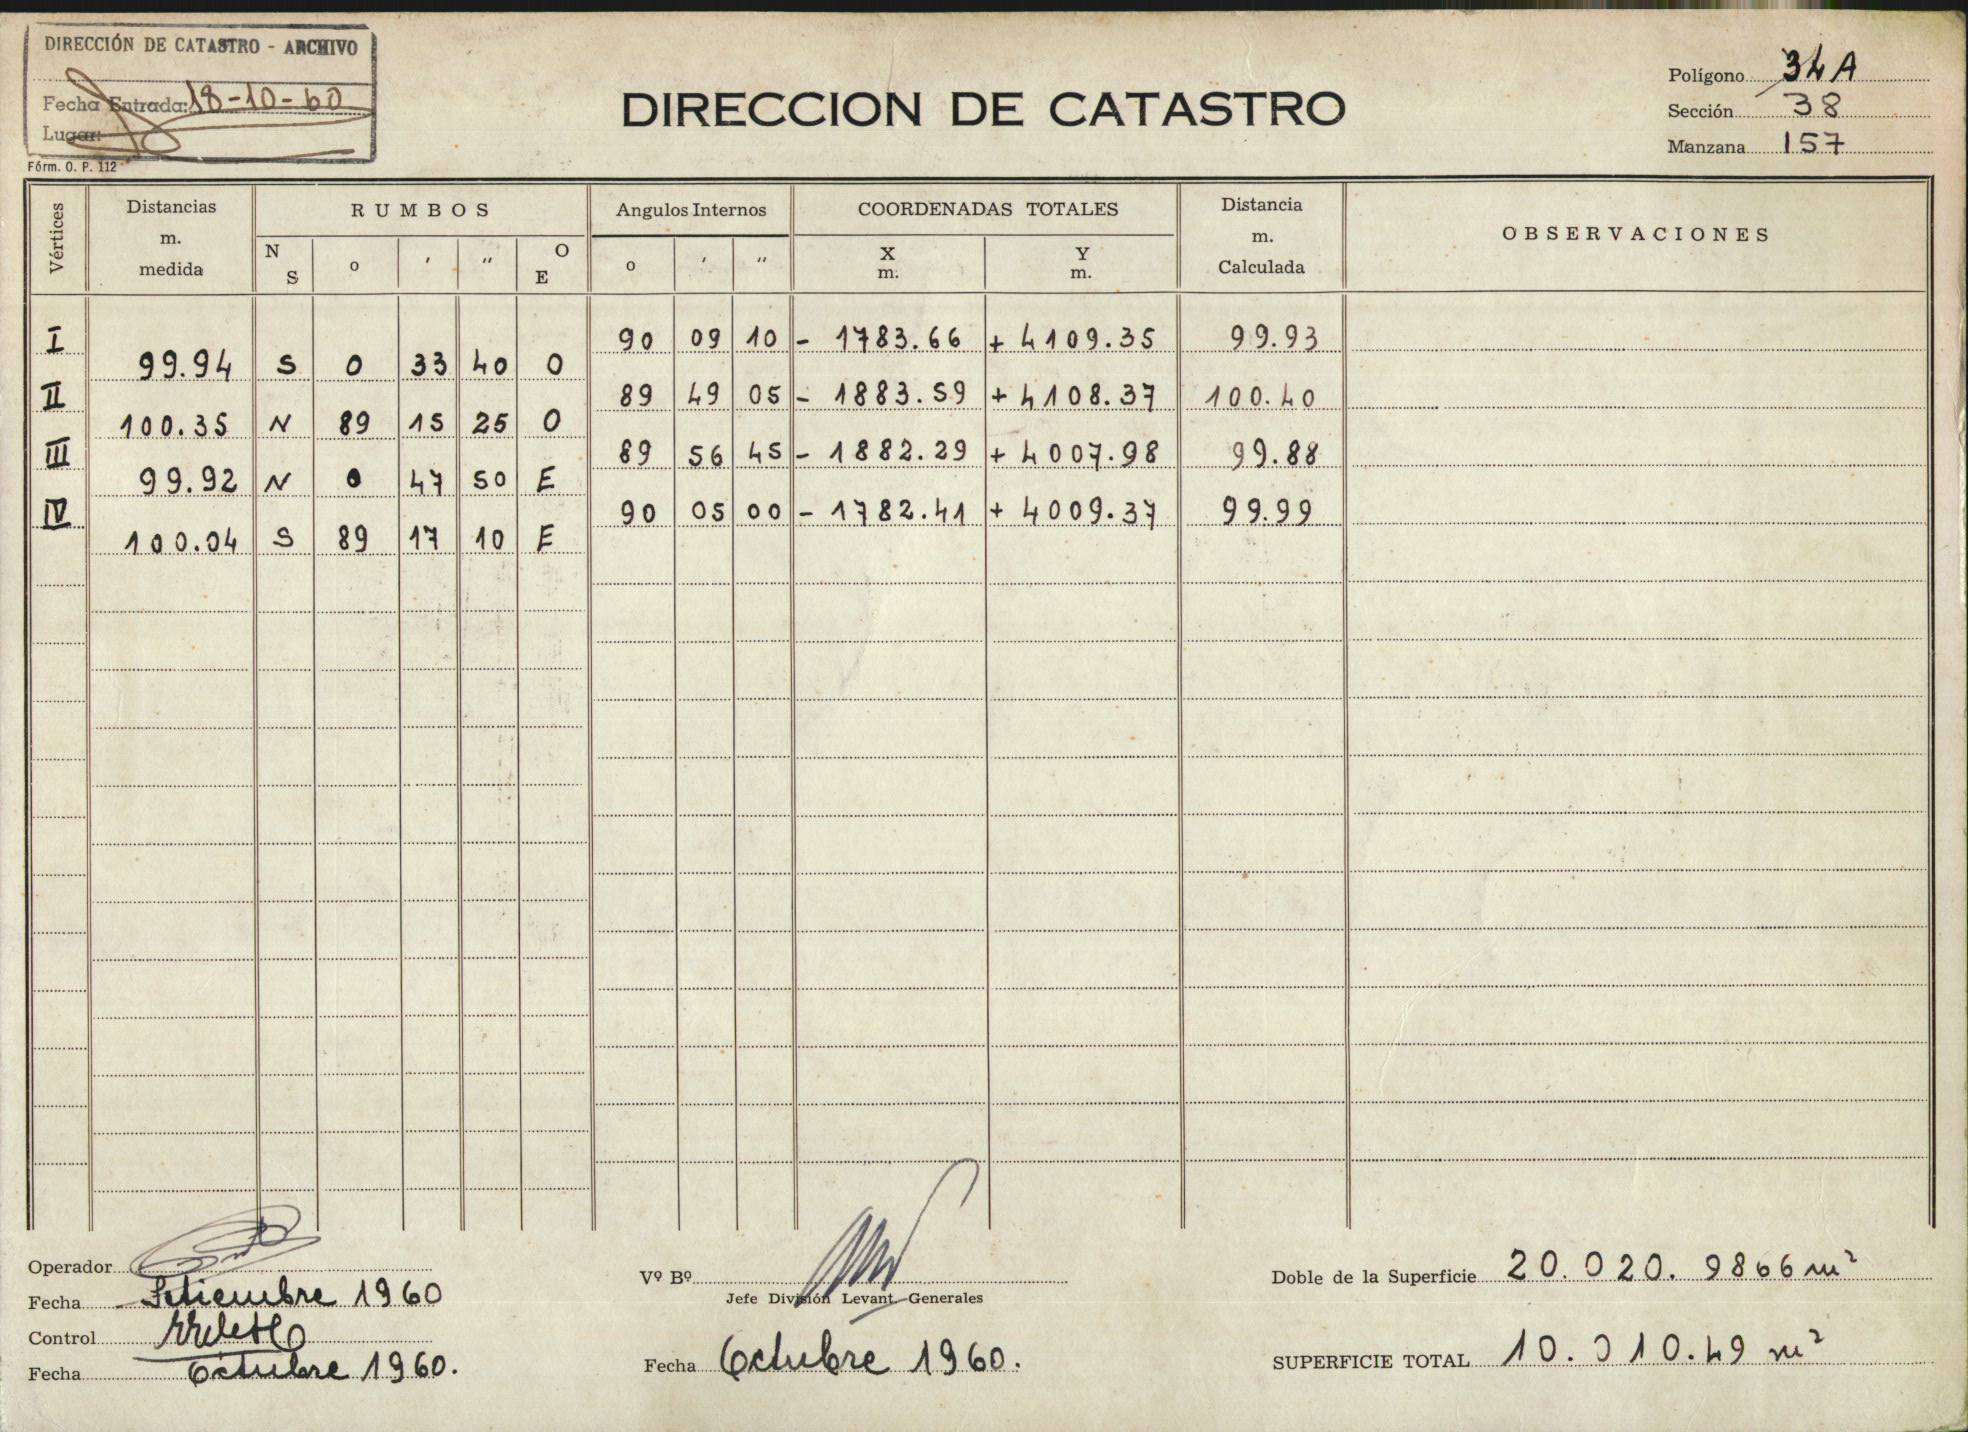 DIRECCIÓN DE CATASTRO - ARCHIVO
Fecha Entrada: 18-10-60
Lugar:
Fórm. O. P. 112
DIRECCION DE CATASTRO
Polígono 34A
Sección 38
Manzana 157
Vértices Distancias m. medida RUMBOS Angulos Internos COORDENADAS TOTALES Distancia m. Calculada OBSERVACIONES
N S o ' " O E o ' " X m. Y m.
I 90 09 10 - 1783.66 + 4109.35 99.93
99.94 S 0 33 40 O
II 89 49 05 - 1883.59 + 4108.37 100.40
100.35 N 89 15 25 O
III 89 56 45 - 1882.29 + 4007.98 99.88
99.92 N 0 47 50 E
IV 90 05 00 - 1782.41 + 4009.37 99.99
100.04 S 89 17 10 E
Operador
Fecha Setiembre 1960
Control
Fecha Octubre 1960.
Vº Bº
Jefe División Levant. Generales
Fecha Octubre 1960.
Doble de la Superficie 20.020.9866 m²
SUPERFICIE TOTAL 10.010.49 m²